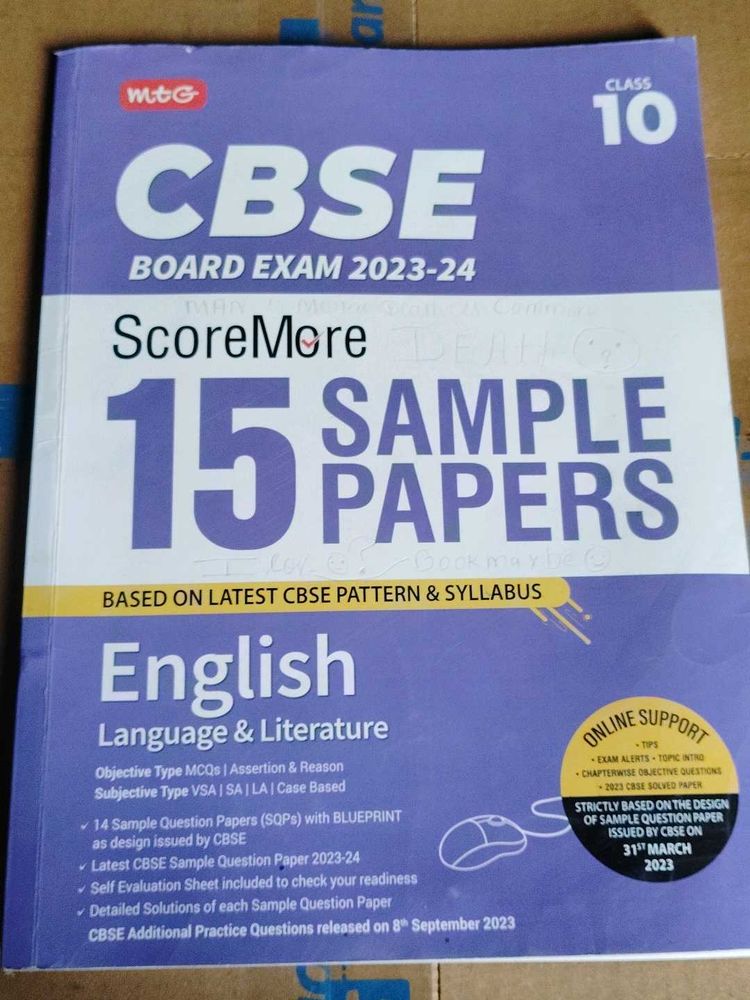 mtG
CLASS
10
CBSE
BOARD EXAM 2023-24
ScoreMore
DEATH
15 SAMPLE
PAPERS
I
Book maybe
BASED ON LATEST CBSE PATTERN & SYLLABUS
English
Language & Literature
Objective Type MCQs | Assertion & Reason
Subjective Type VSA | SA | LA | Case Based
✓ 14 Sample Question Papers (SQPs) with BLUEPRINT
as design issued by CBSE
✓ Latest CBSE Sample Question Paper 2023-24
✓ Self Evaluation Sheet included to check your readiness
✓ Detailed Solutions of each Sample Question Paper
CBSE Additional Practice Questions released on 8th September 2023
ONLINE SUPPORT
• TIPS
• EXAM ALERTS • TOPIC INTRO
• CHAPTERWISE OBJECTIVE QUESTIONS
• 2023 CBSE SOLVED PAPER
STRICTLY BASED ON THE DESIGN
OF SAMPLE QUESTION PAPER
ISSUED BY CBSE ON
31ST MARCH
2023